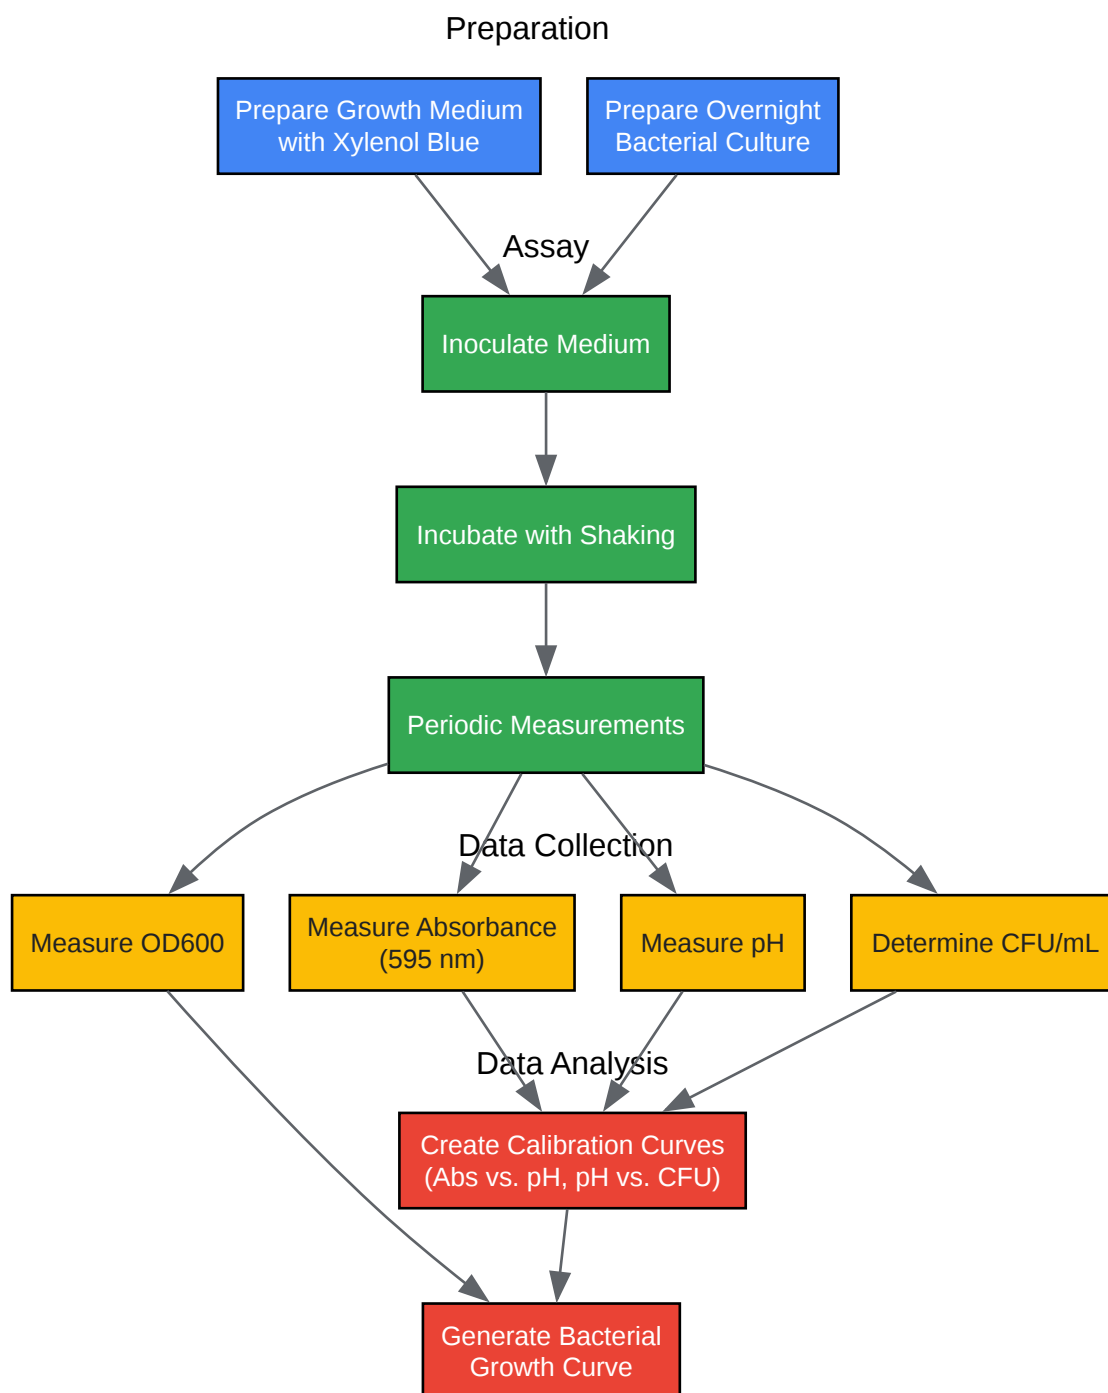 Preparation
Prepare Growth Medium
with Xylenol Blue
Prepare Overnight
Bacterial Culture
Assay
Inoculate Medium
Incubate with Shaking
Periodic Measurements
Data Collection
Measure OD600
Measure Absorbance
(595 nm)
Measure pH
Determine CFU/mL
Data Analysis
Create Calibration Curves
(Abs vs. pH, pH vs. CFU)
Generate Bacterial
Growth Curve